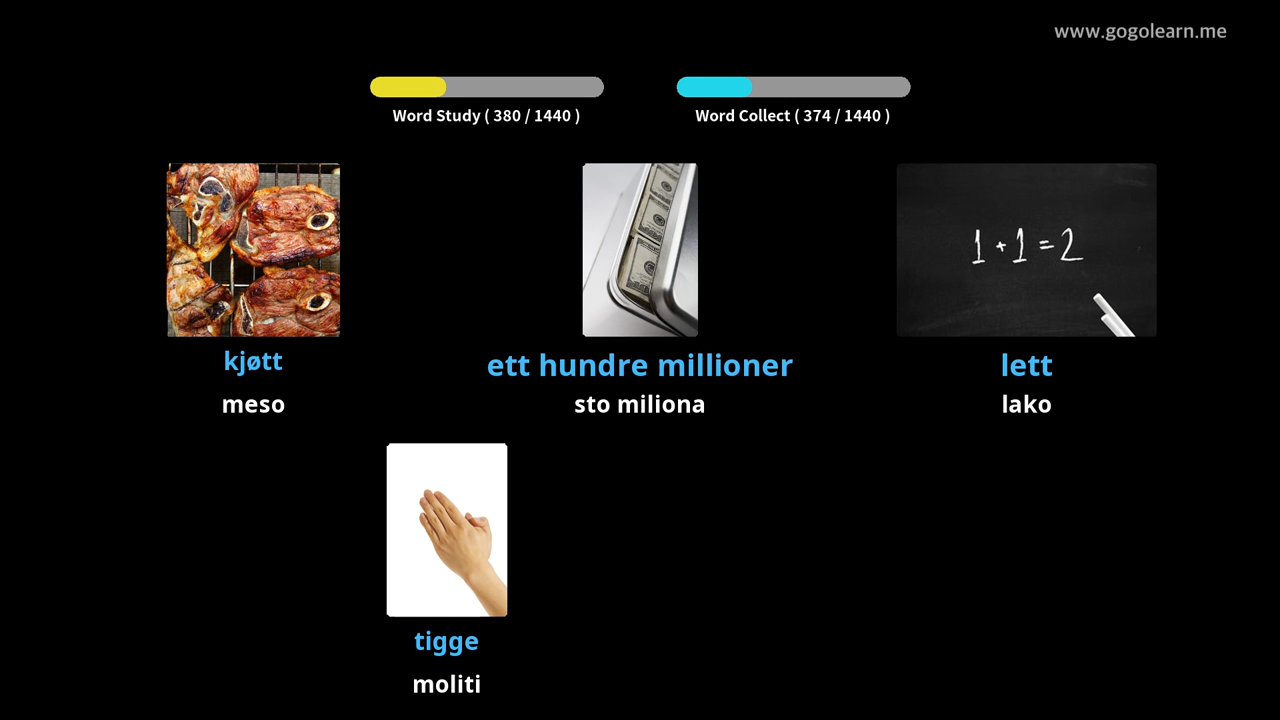 www.gogolearn.me
Word Study ( 380 / 1440 )
Word Collect ( 374 / 1440 )
1 + 1 = 2
kjøtt
meso
ett hundre millioner
sto miliona
lett
lako
tigge
moliti